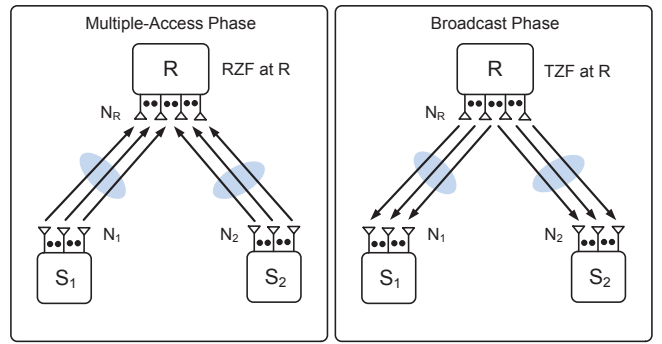 Multiple-Access Phase
R
RZF at R
N_R
N_1
N_2
S_1
S_2
Broadcast Phase
R
TZF at R
N_R
N_1
N_2
S_1
S_2